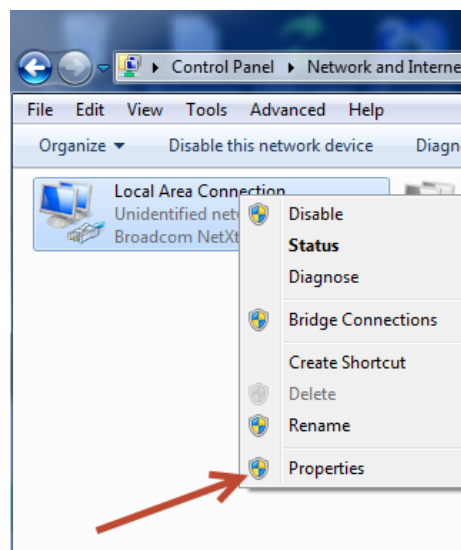 Control Panel Network and Interne
File Edit View Tools Advanced Help
Organize Disable this network device Diagn
Local Area Connection
Unidentified netw
Broadcom NetXt
Disable
Status
Diagnose
Bridge Connections
Create Shortcut
Delete
Rename
Properties